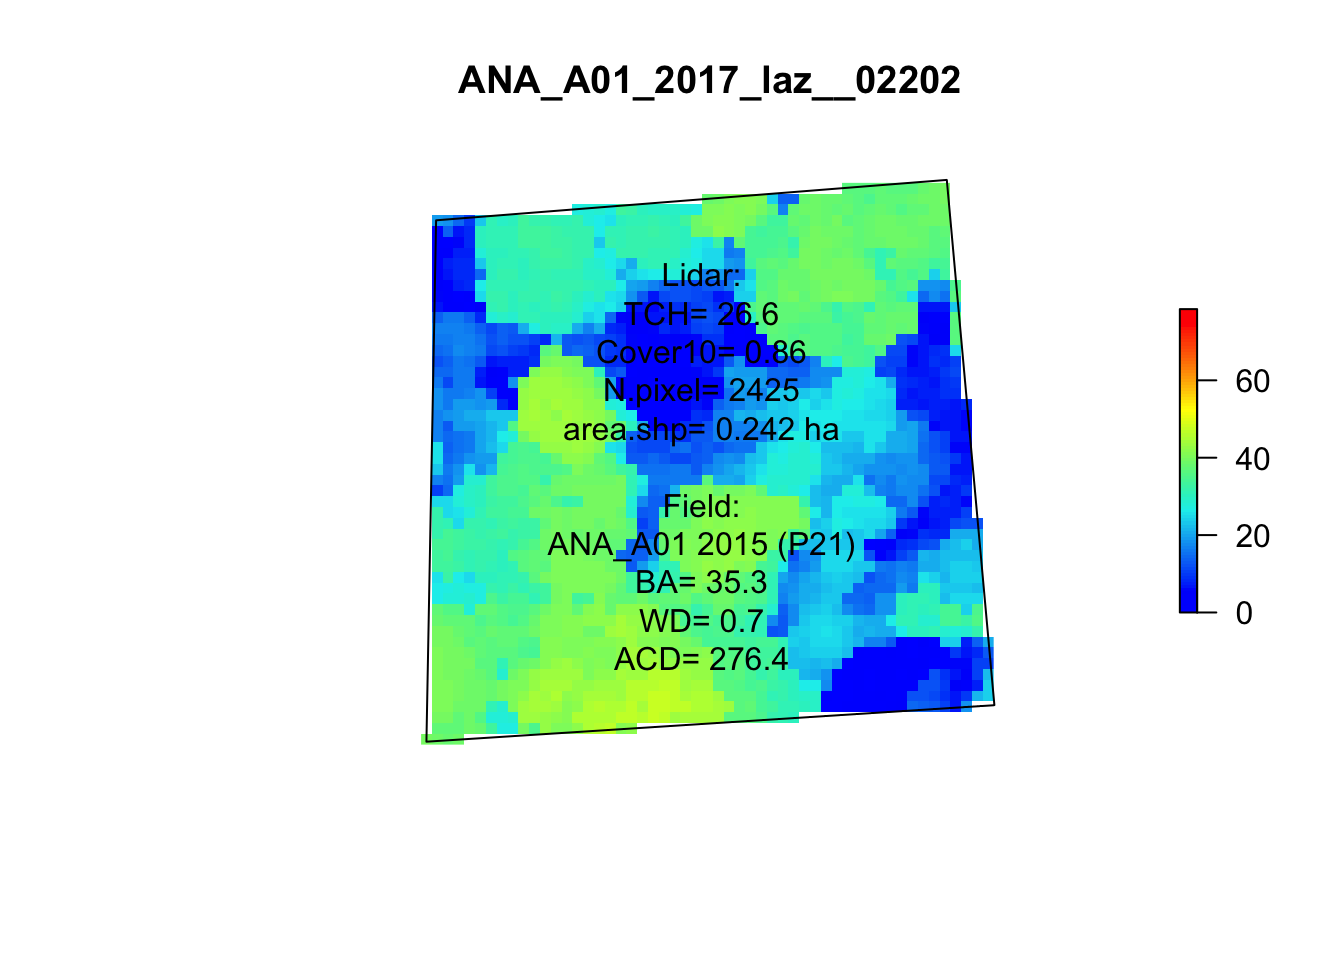 ANA_A01_2017_laz__02202
Lidar:
TCH= 26.6
Cover10= 0.86
N.pixel= 2425
area.shp= 0.242 ha
Field:
ANA_A01 2015 (P21)
BA= 35.3
WD= 0.7
ACD= 276.4
60
40
20
0